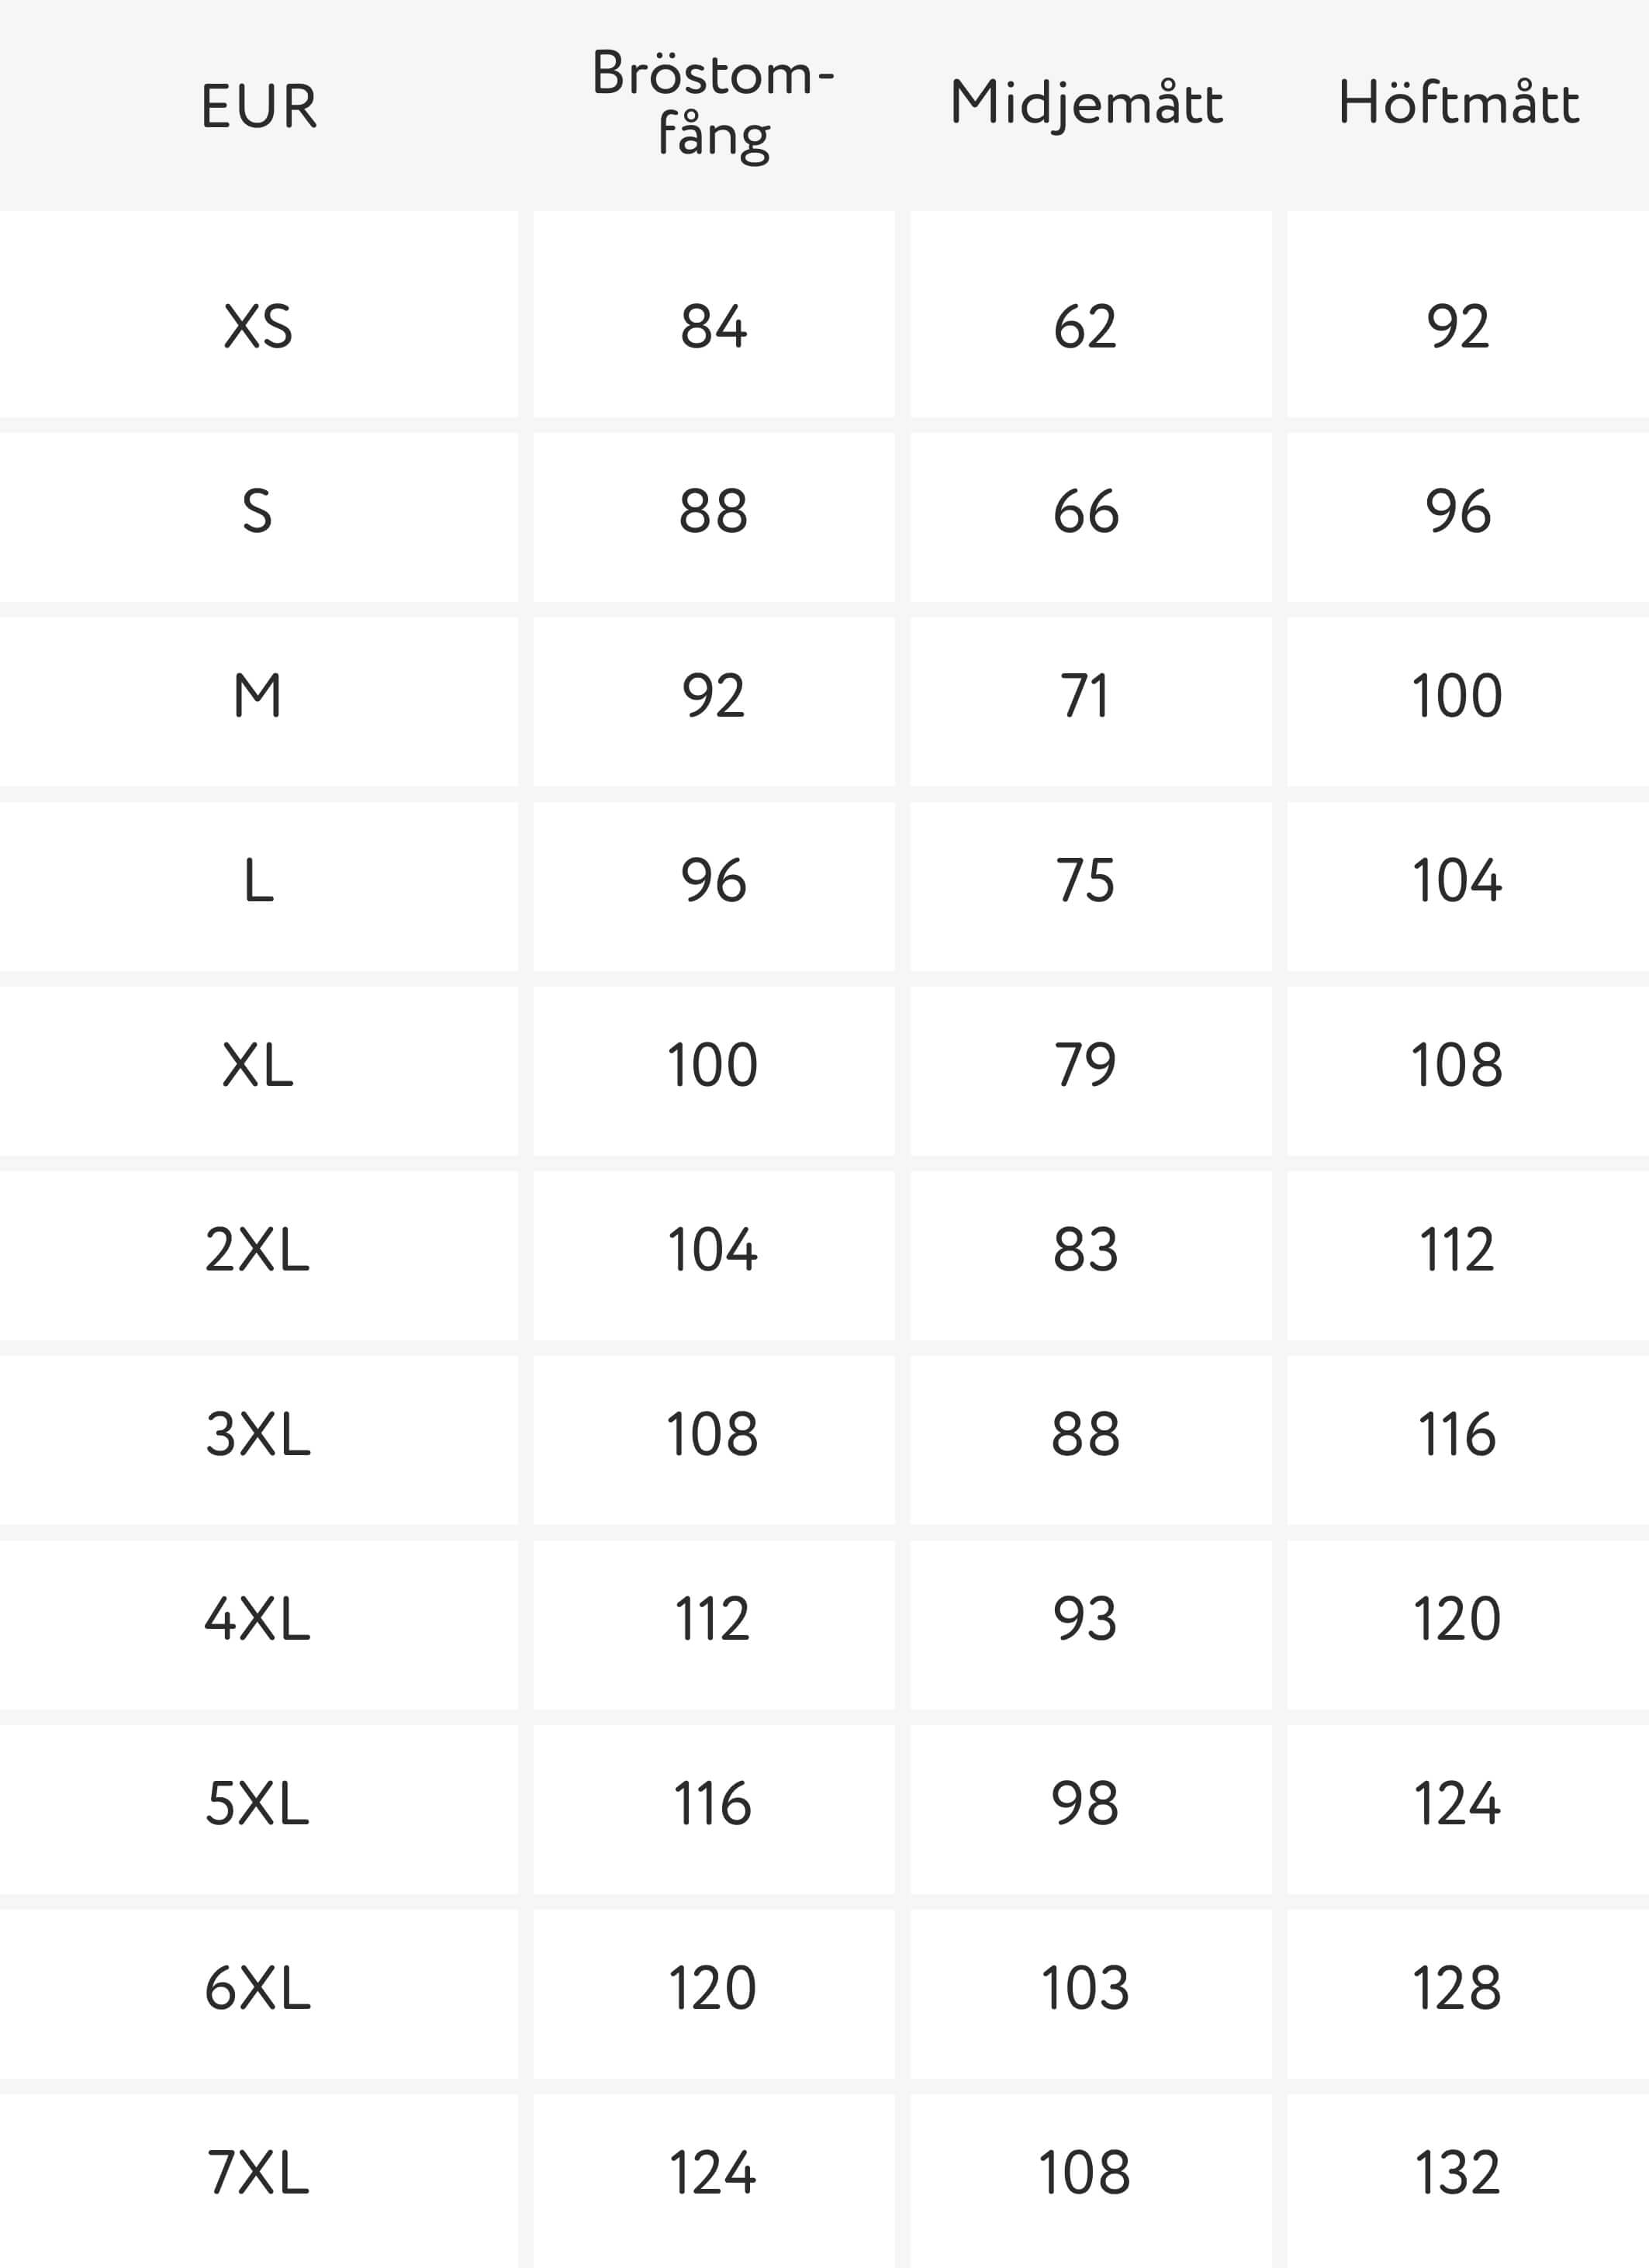 EUR Bröstom-
fång Midjemått Höftmått
XS 84 62 92
S 88 66 96
M 92 71 100
L 96 75 104
XL 100 79 108
2XL 104 83 112
3XL 108 88 116
4XL 112 93 120
5XL 116 98 124
6XL 120 103 128
7XL 124 108 132